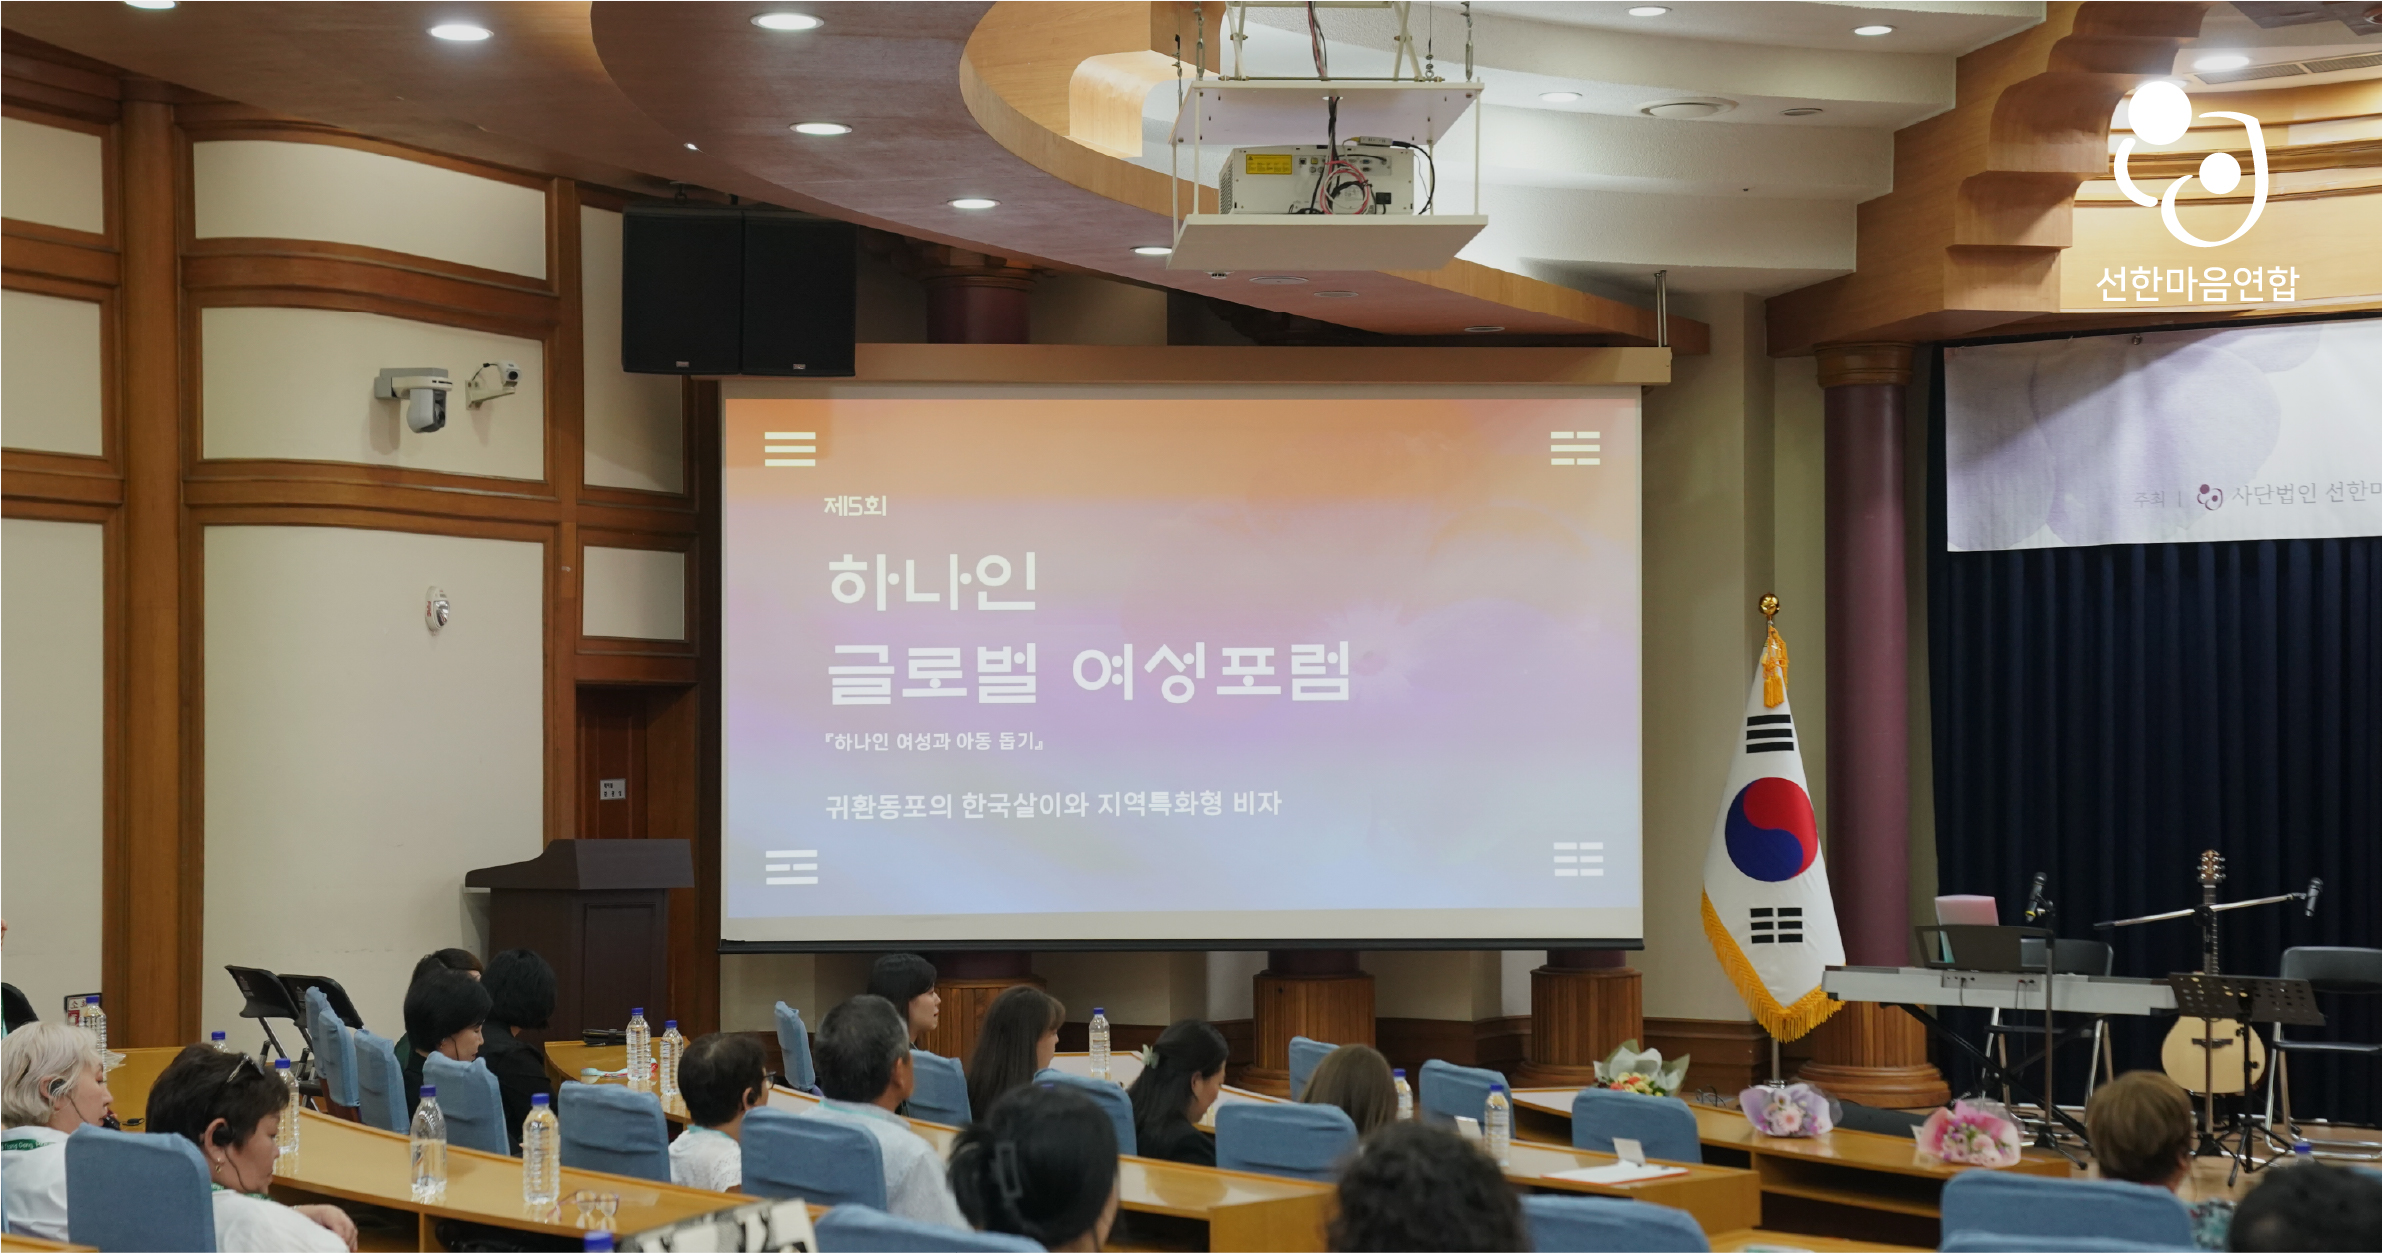 선한마음연합
주최 | 사단법인 선한마
제5회
하나인
글로벌 여성포럼
『하나인 여성과 아동 돕기』
귀환동포의 한국살이와 지역특화형 비자